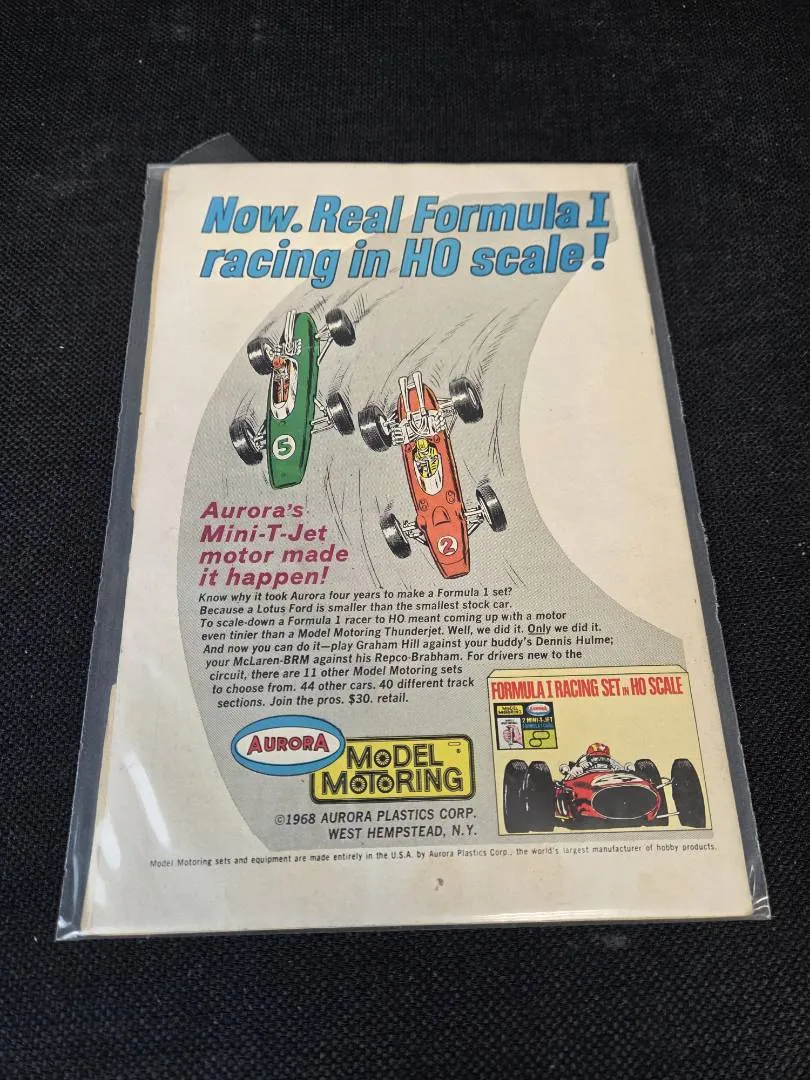 Now. Real Formula I
racing in HO scale!
5
2
Aurora's
Mini-T-Jet
motor made
it happen!
Know why it took Aurora four years to make a Formula 1 set?
Because a Lotus Ford is smaller than the smallest stock car.
To scale-down a Formula 1 racer to HO meant coming up with a motor
even tinier than a Model Motoring Thunderjet. Well, we did it. Only we did it.
And now you can do it—play Graham Hill against your buddy's Dennis Hulme;
your McLaren-BRM against his Repco-Brabham. For drivers new to the
circuit, there are 11 other Model Motoring sets
to choose from. 44 other cars. 40 different track
sections. Join the pros. $30. retail.
FORMULA I RACING SET IN HO SCALE
MODEL MOTORING
AURORA
2 MINI-T-JET
AURORA
MODEL
MOTORING
©1968 AURORA PLASTICS CORP.
WEST HEMPSTEAD, N.Y.
Model Motoring sets and equipment are made entirely in the U.S.A. by Aurora Plastics Corp., the world's largest manufacturer of hobby products.